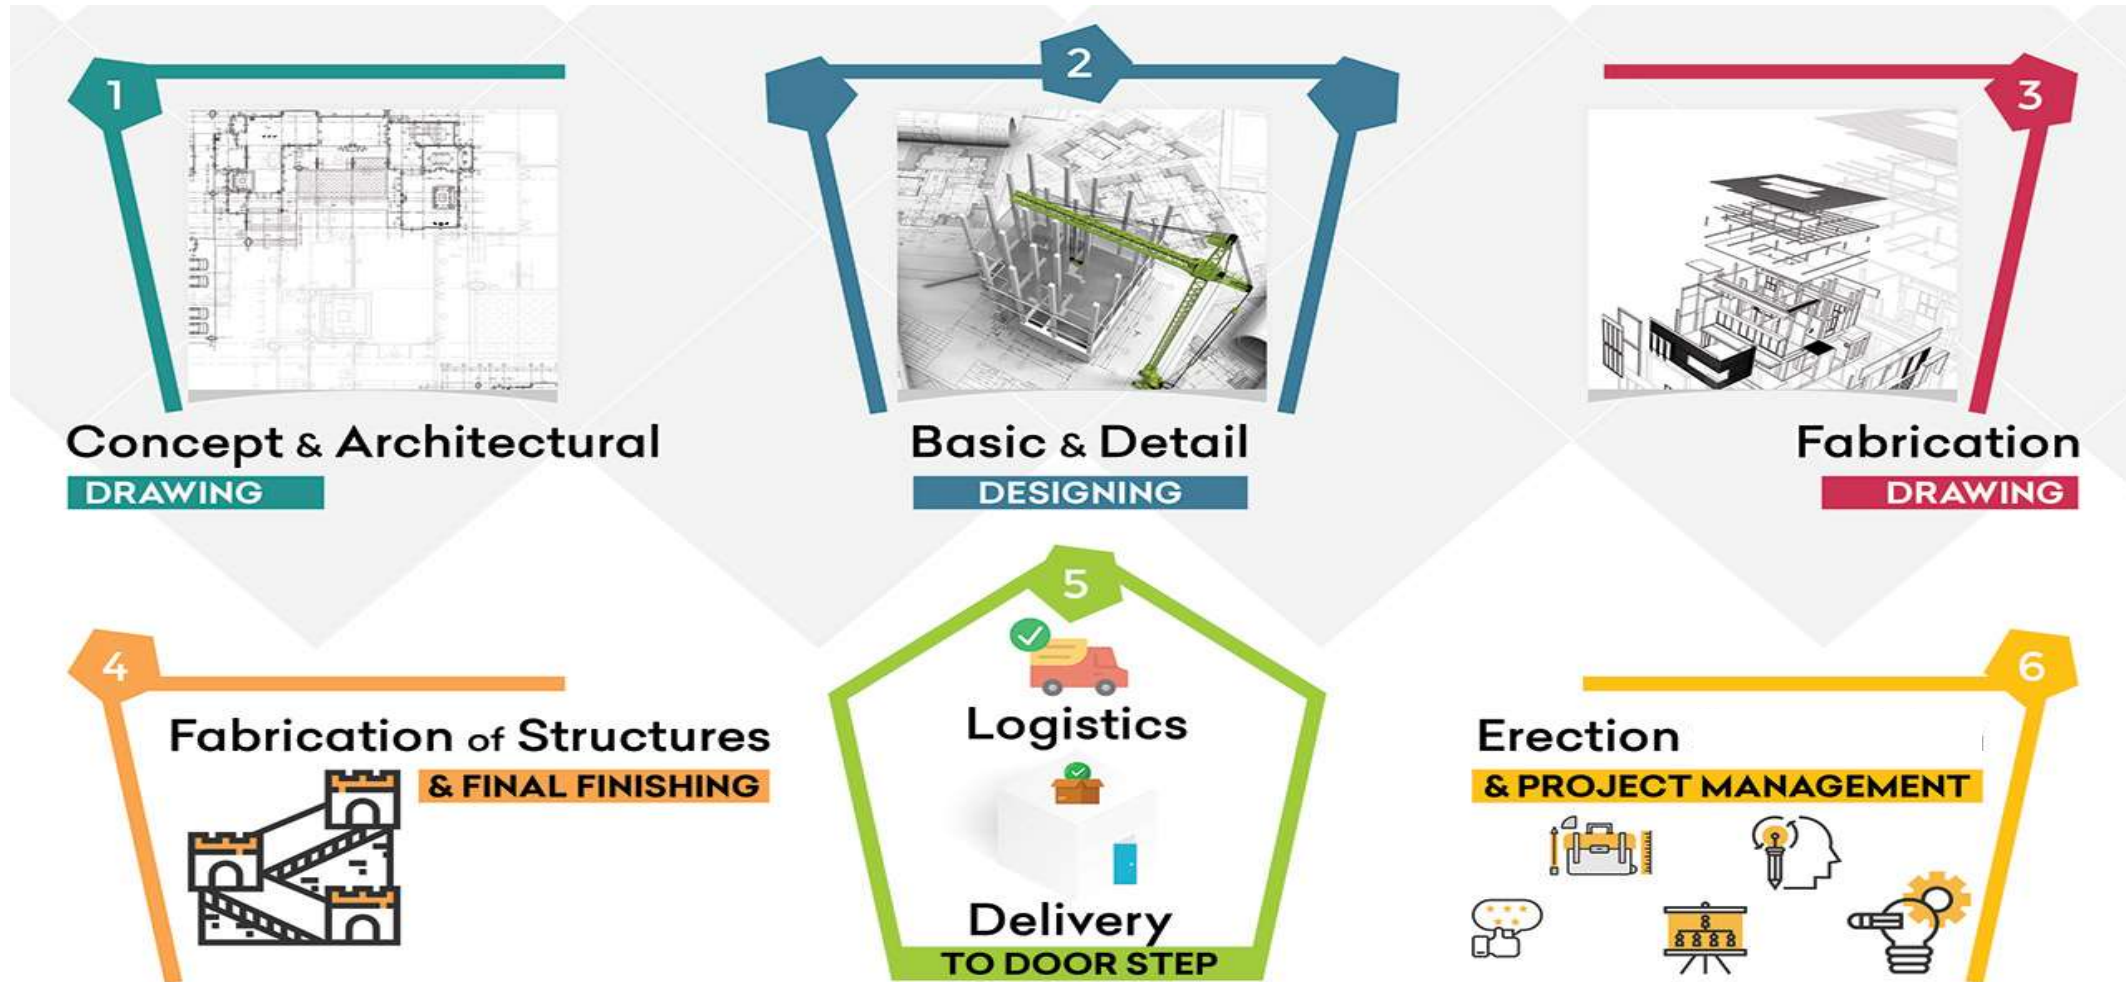 1
Concept & Architectural
DRAWING
2
Basic & Detail
DESIGNING
3
Fabrication
DRAWING
4
Fabrication of Structures
& FINAL FINISHING
5
Logistics
Delivery
TO DOOR STEP
6
Erection
& PROJECT MANAGEMENT